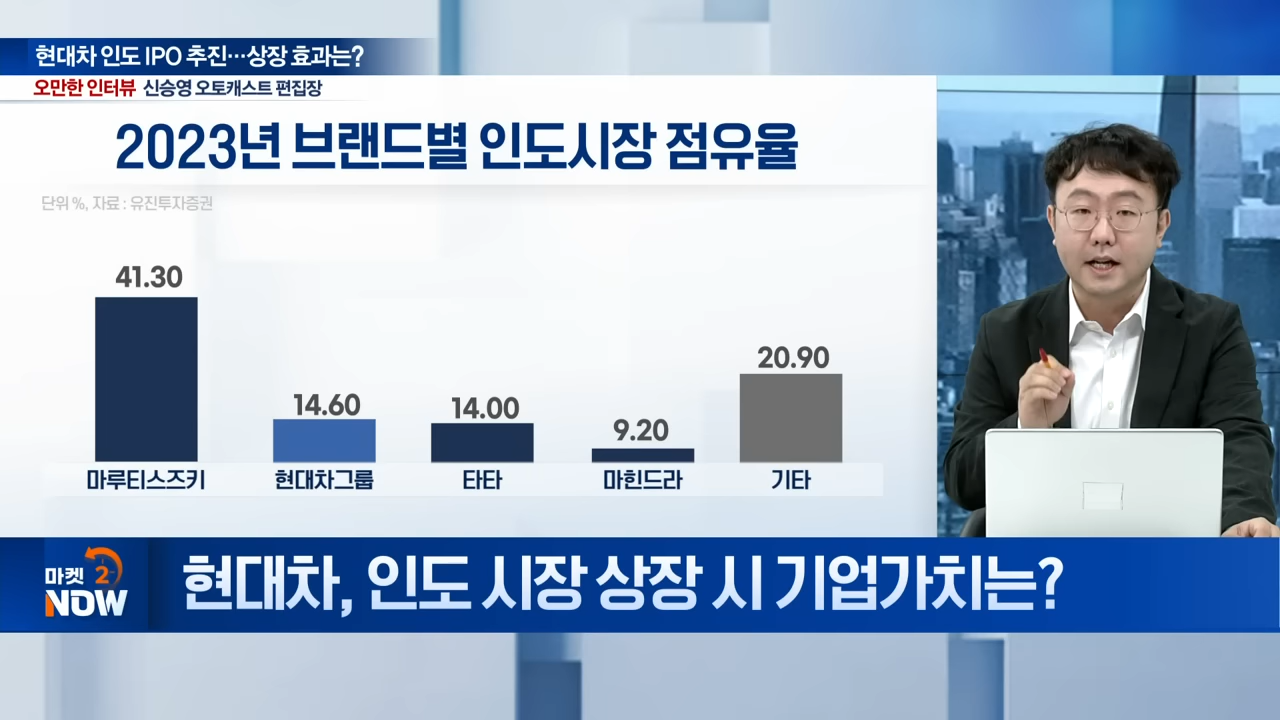 현대차 인도 IPO 추진…상장 효과는?
오만한 인터뷰 신승영 오토캐스트 편집장
2023년 브랜드별 인도시장 점유율
단위 %, 자료 : 유진투자증권
41.30
14.60
14.00
9.20
20.90
마루티스즈키
현대차그룹
타타
마힌드라
기타
마켓 2
NOW
현대차, 인도 시장 상장 시 기업가치는?